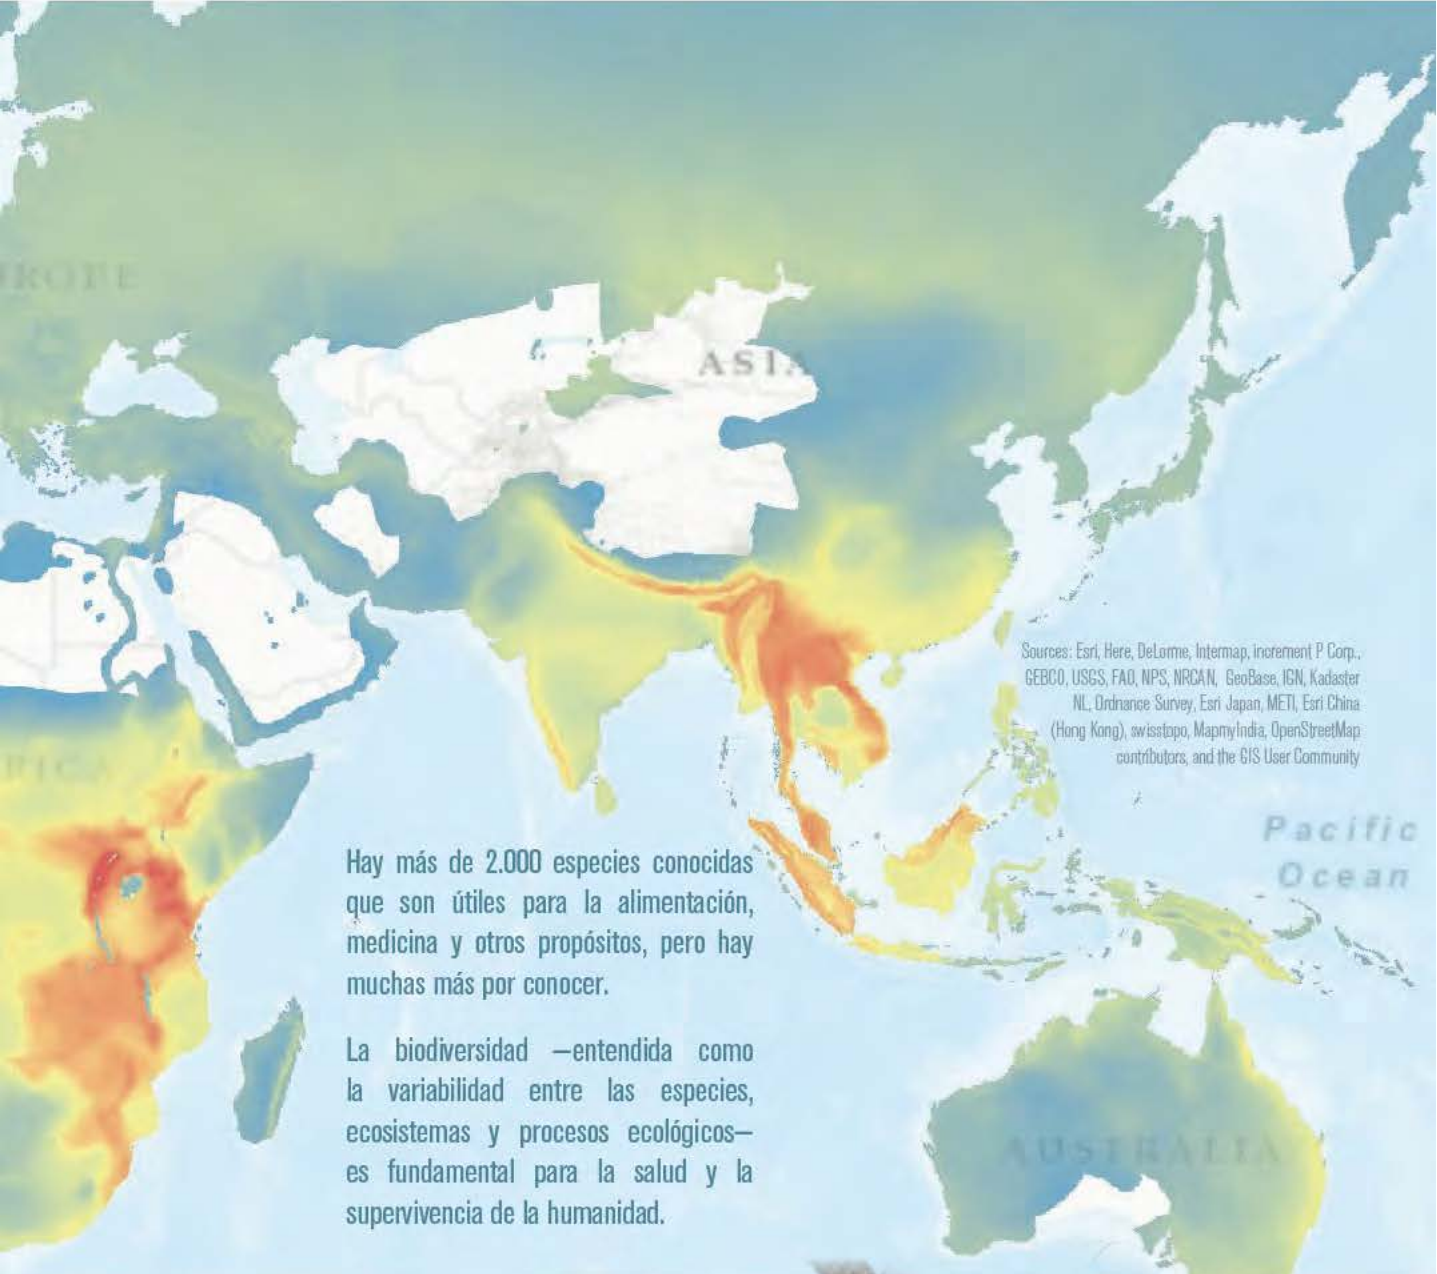 ASIA
Sources: Esri, Here, DeLorme, Intermap, increment P Corp.,
GEBCO, USGS, FAO, NPS, NRCAN, GeoBase, IGN, Kadaster
NL, Ordnance Survey, Esri Japan, METI, Esri China
(Hong Kong), swisstopo, MapmyIndia, OpenStreetMap
contributors, and the GIS User Community
Pacific
Ocean
Hay más de 2.000 especies conocidas
que son útiles para la alimentación,
medicina y otros propósitos, pero hay
muchas más por conocer.
La biodiversidad —entendida como
la variabilidad entre las especies,
ecosistemas y procesos ecológicos—
es fundamental para la salud y la
supervivencia de la humanidad.
AUSTRALIA